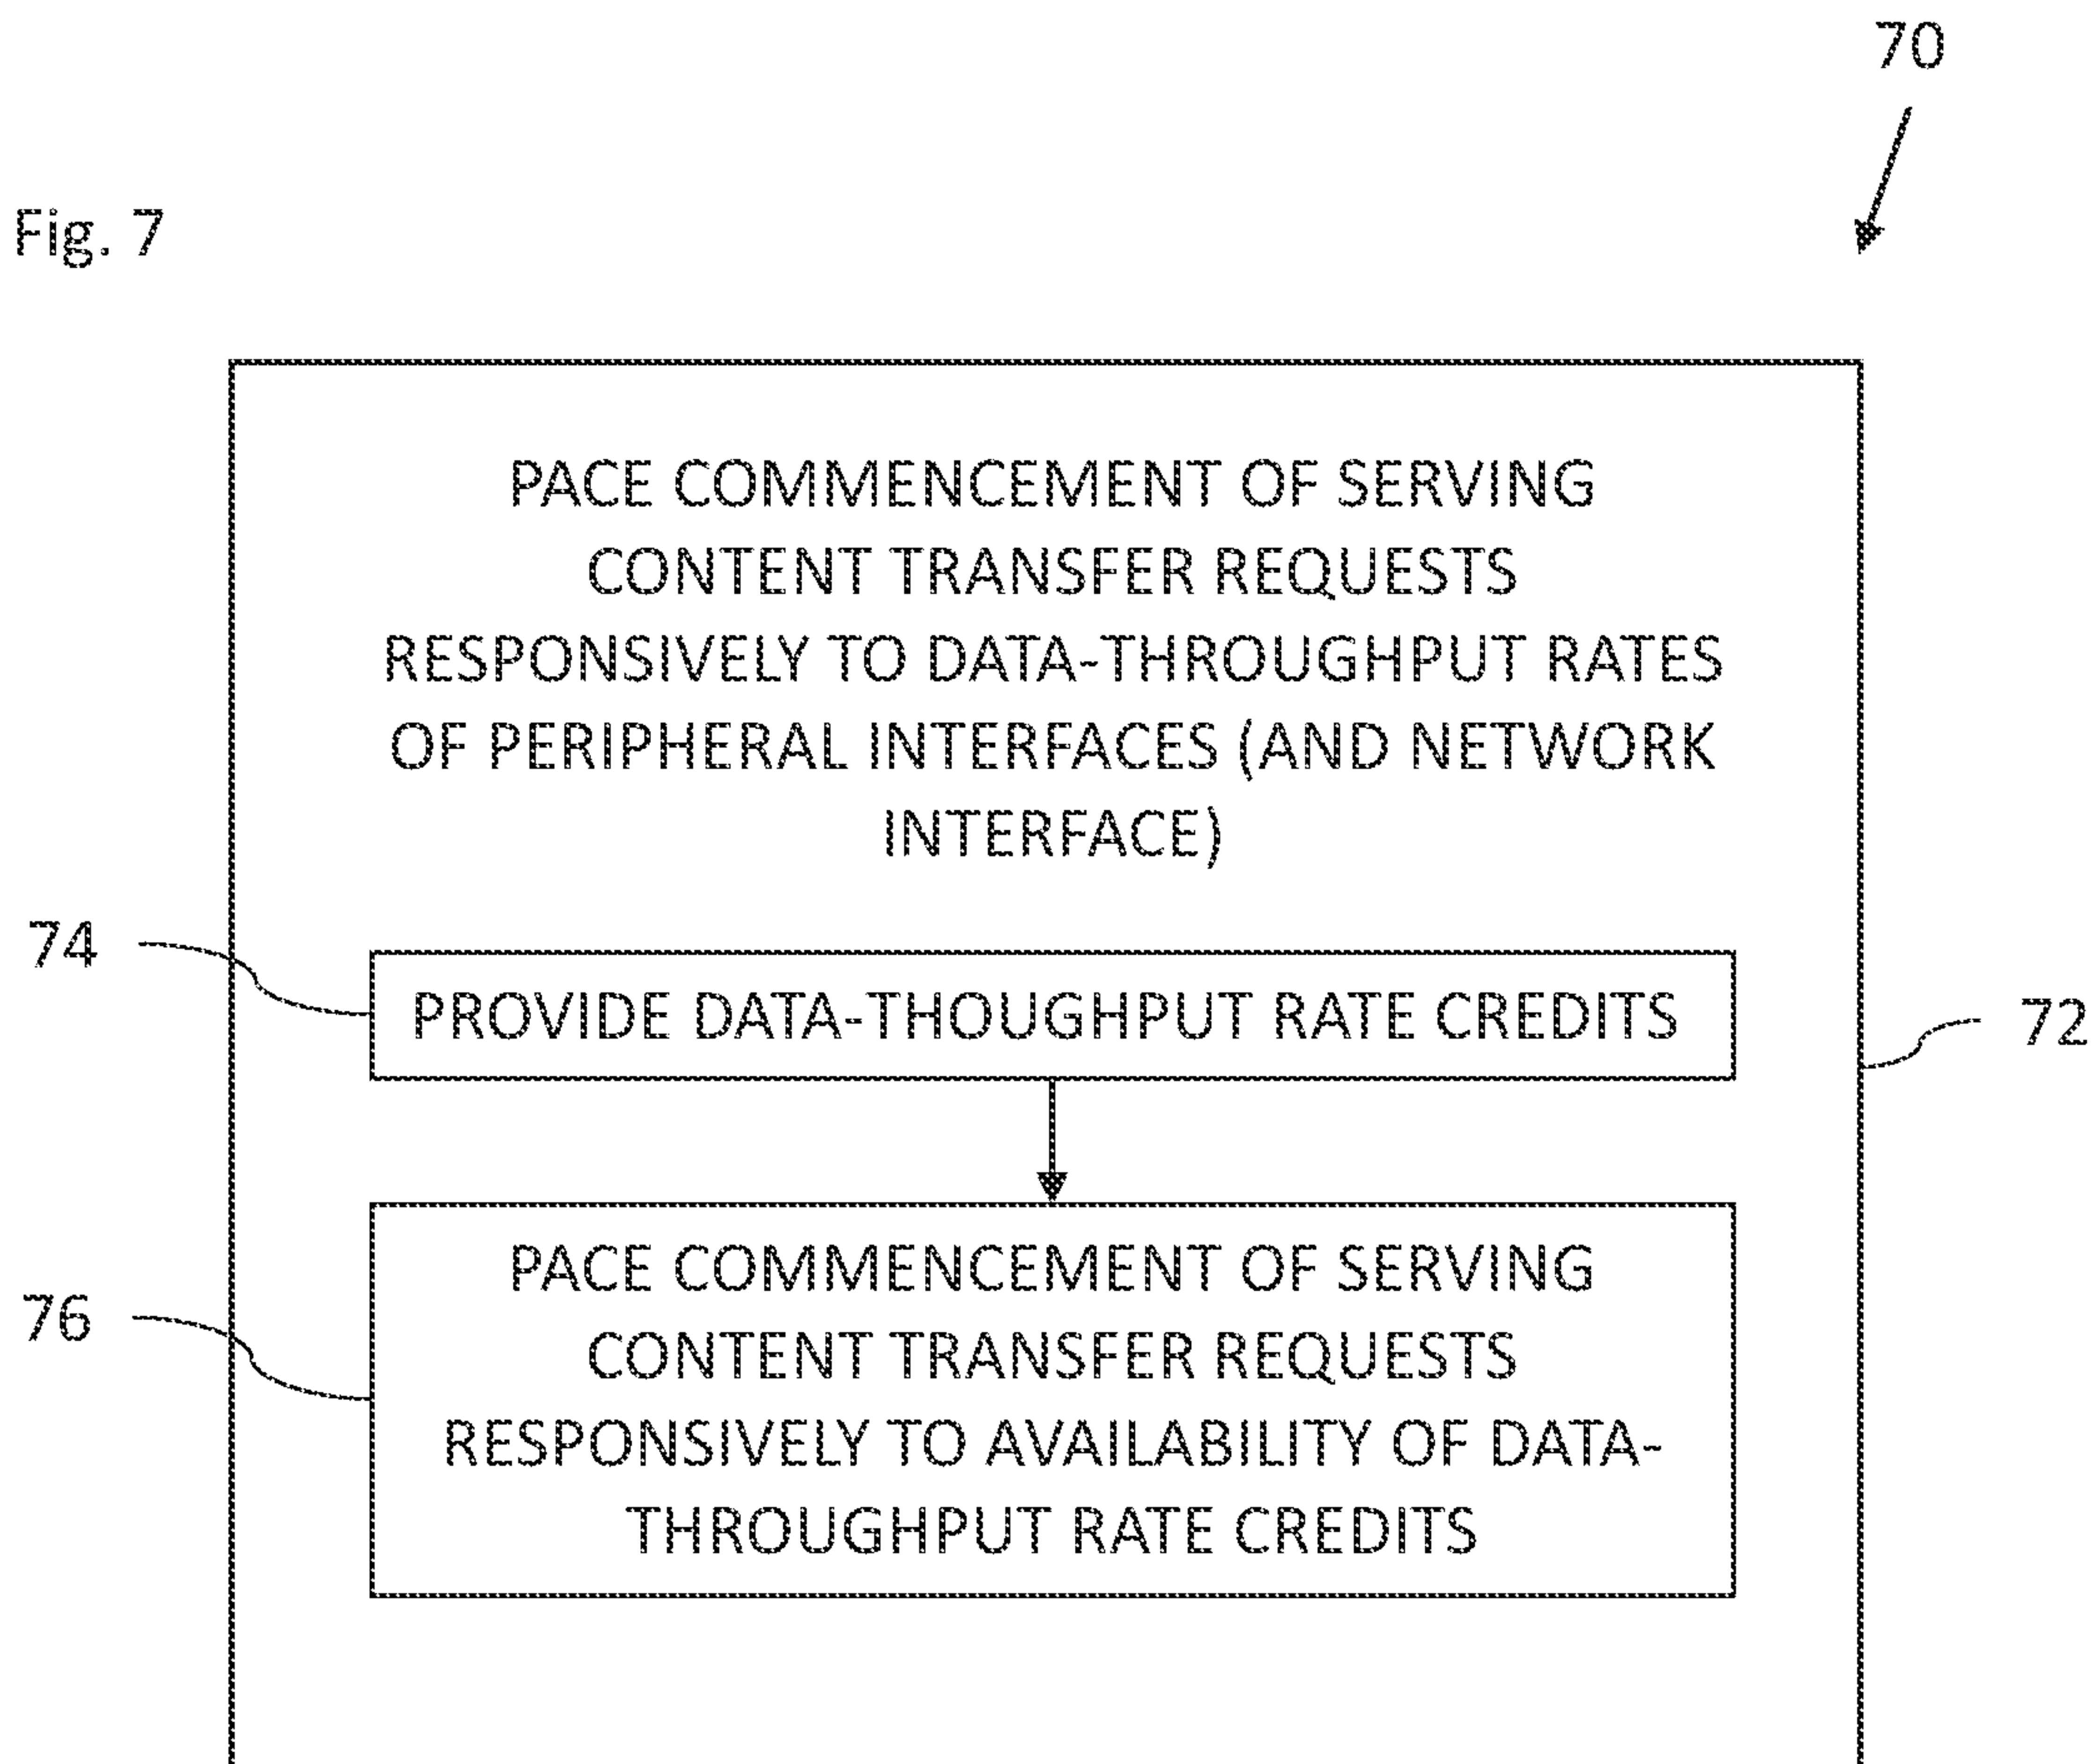 70
Fig. 7
PACE COMMENCEMENT OF SERVING
CONTENT TRANSFER REQUESTS
RESPONSIVELY TO DATA-THROUGHPUT RATES
OF PERIPHERAL INTERFACES (AND NETWORK
INTERFACE)
74
PROVIDE DATA-THOUGHPUT RATE CREDITS
72
76
PACE COMMENCEMENT OF SERVING
CONTENT TRANSFER REQUESTS
RESPONSIVELY TO AVAILABILITY OF DATA-
THROUGHPUT RATE CREDITS